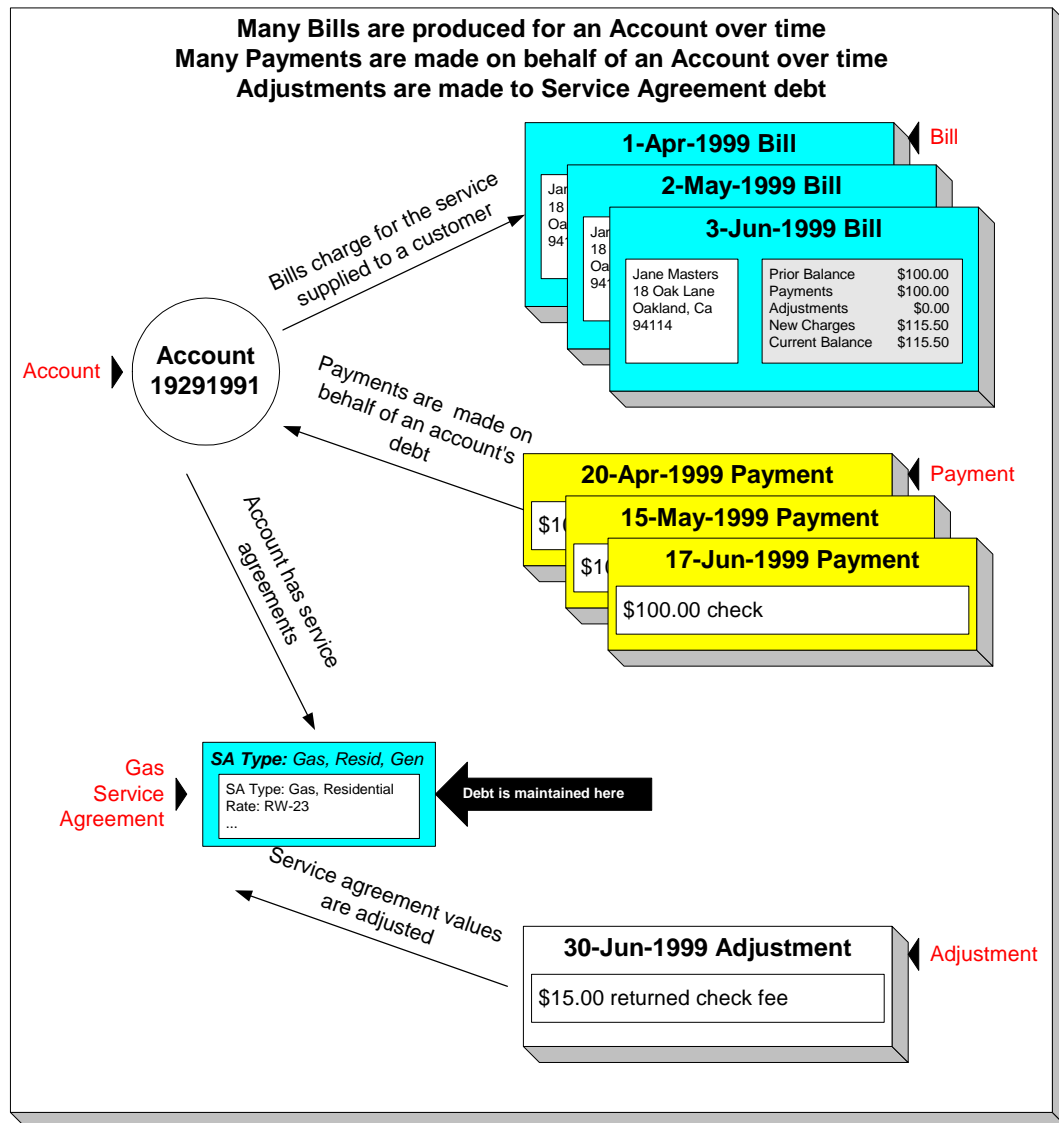 Many Bills are produced for an Account over time
Many Payments are made on behalf of an Account over time
Adjustments are made to Service Agreement debt
1-Apr-1999 Bill
Bill
2-May-1999 Bill
3-Jun-1999 Bill
Jane Masters
18 Oak Lane
Oakland, Ca
94114
Prior Balance $100.00
Payments $100.00
Adjustments $0.00
New Charges $115.50
Current Balance $115.50
Bills charge for the service
supplied to a customer
Account
Account
19291991
Payments are made on
behalf of an account's
debt
20-Apr-1999 Payment
Payment
15-May-1999 Payment
17-Jun-1999 Payment
$100.00 check
Account has service
agreements
Gas
Service
Agreement
SA Type: Gas, Resid, Gen
SA Type: Gas, Residential
Rate: RW-23
...
Debt is maintained here
Service agreement values
are adjusted
30-Jun-1999 Adjustment
Adjustment
$15.00 returned check fee